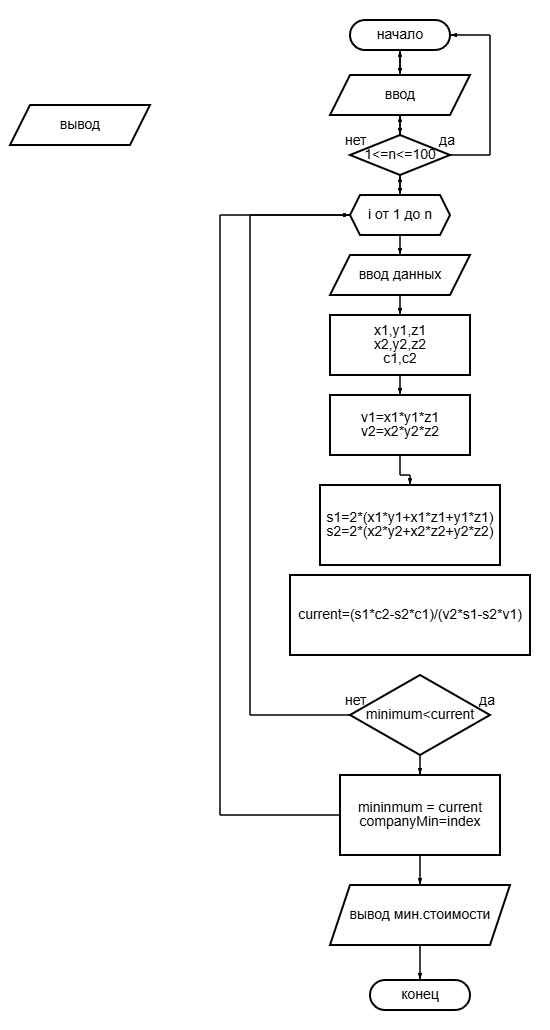 начало
ввод
вывод
нет
да
1<=n<=100
i от 1 до n
ввод данных
x1,y1,z1
x2,y2,z2
c1,c2
v1=x1*y1*z1
v2=x2*y2*z2
s1=2*(x1*y1+x1*z1+y1*z1)
s2=2*(x2*y2+x2*z2+y2*z2)
current=(s1*c2-s2*c1)/(v2*s1-s2*v1)
нет
да
minimum<current
mininmum = current
companyMin=index
вывод мин.стоимости
конец